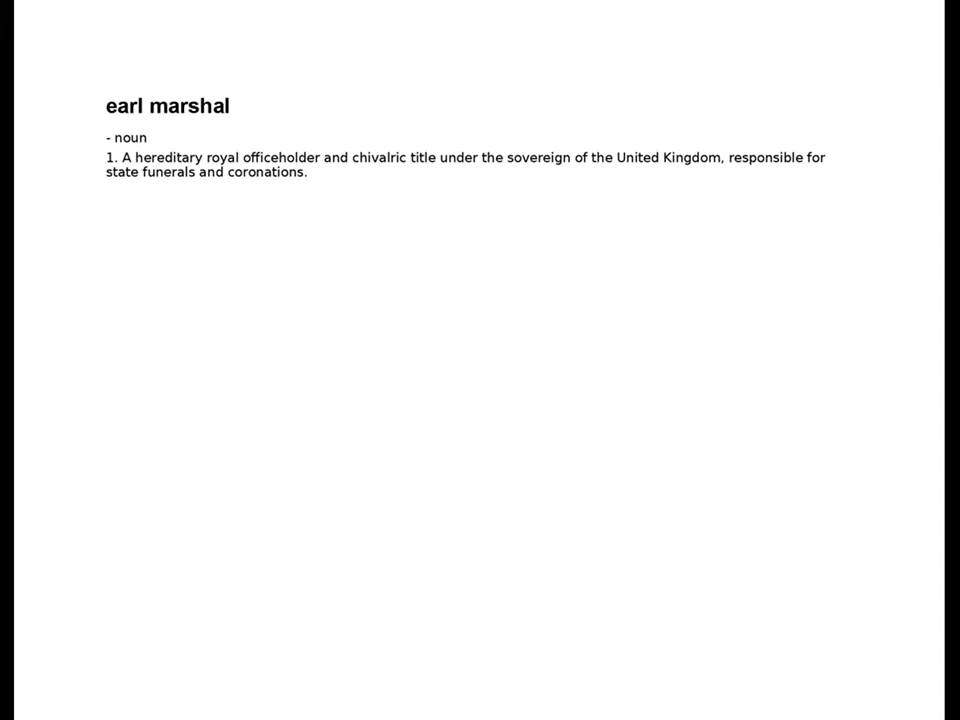 earl marshal
- noun
1. A hereditary royal officeholder and chivalric title under the sovereign of the United Kingdom, responsible for
state funerals and coronations.